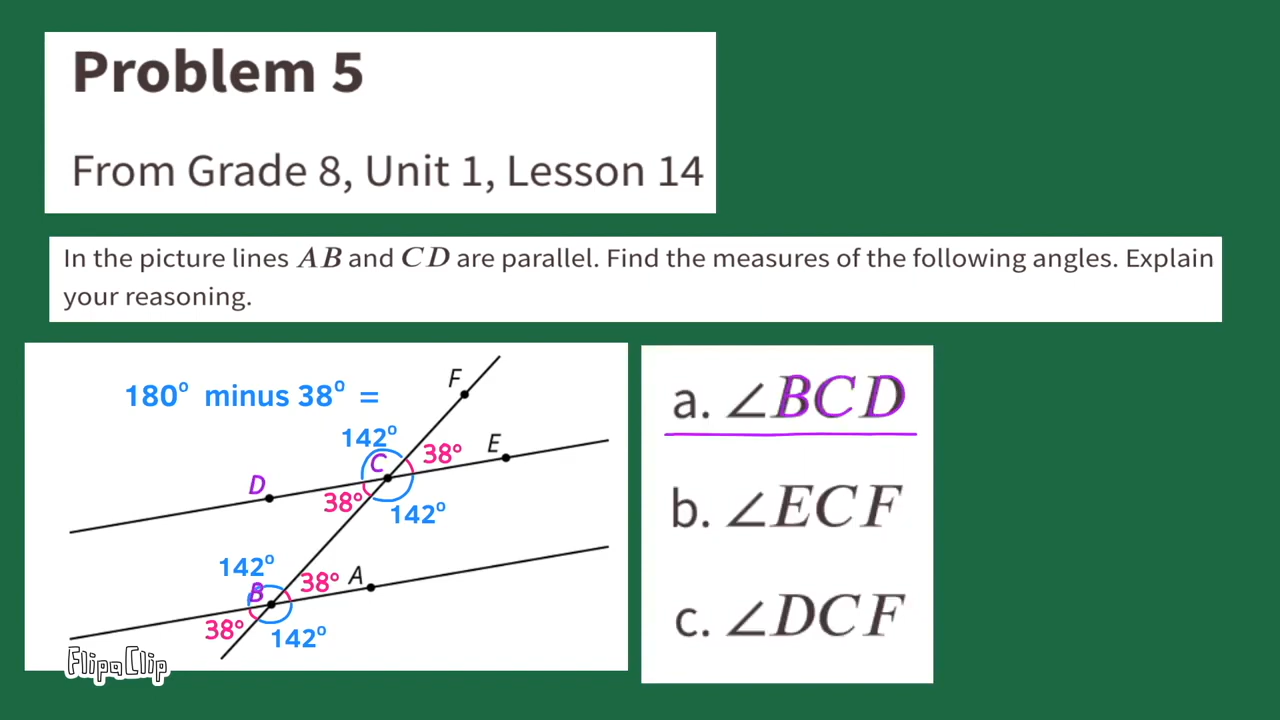 Problem 5
From Grade 8, Unit 1, Lesson 14
In the picture lines AB and CD are parallel. Find the measures of the following angles. Explain
your reasoning.
180° minus 38° =
F
142°
C
38°
E
D
38°
142°
142°
B
38°
A
38°
142°
FlipaClip
a. ∠BCD
b. ∠ECF
c. ∠DCF